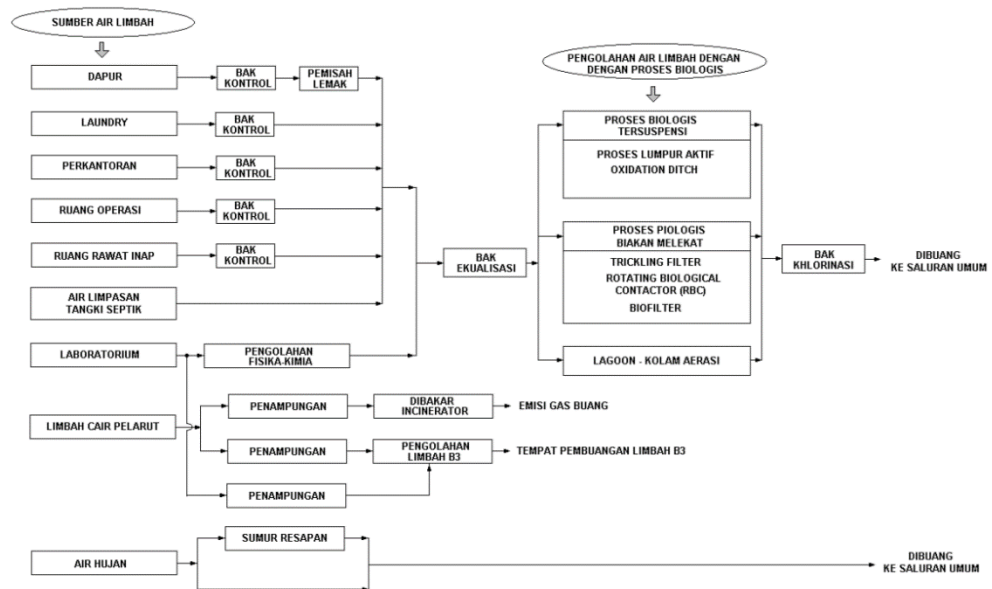 SUMBER AIR LIMBAH
DAPUR
BAK
KONTROL
PEMISAH
LEMAK
LAUNDRY
BAK
KONTROL
PERKANTORAN
BAK
KONTROL
RUANG OPERASI
BAK
KONTROL
RUANG RAWAT INAP
BAK
KONTROL
AIR LIMPASAN
TANGKI SEPTIK
LABORATORIUM
PENGOLAHAN
FISIKA-KIMIA
BAK
EKUALISASI
PENGOLAHAN AIR LIMBAH DENGAN
DENGAN PROSES BIOLOGIS
PROSES BIOLOGIS
TERSUSPENSI
PROSES LUMPUR AKTIF
OXIDATION DITCH
PROSES PIOLOGIS
BIAKAN MELEKAT
TRICKLING FILTER
ROTATING BIOLOGICAL
CONTACTOR (RBC)
BIOFILTER
LAGOON - KOLAM AERASI
BAK
KHLORINASI
DIBUANG
KE SALURAN UMUM
LIMBAH CAIR PELARUT
PENAMPUNGAN
DIBAKAR
INCINERATOR
EMISI GAS BUANG
PENAMPUNGAN
PENGOLAHAN
LIMBAH B3
TEMPAT PEMBUANGAN LIMBAH B3
PENAMPUNGAN
AIR HUJAN
SUMUR RESAPAN
DIBUANG
KE SALURAN UMUM